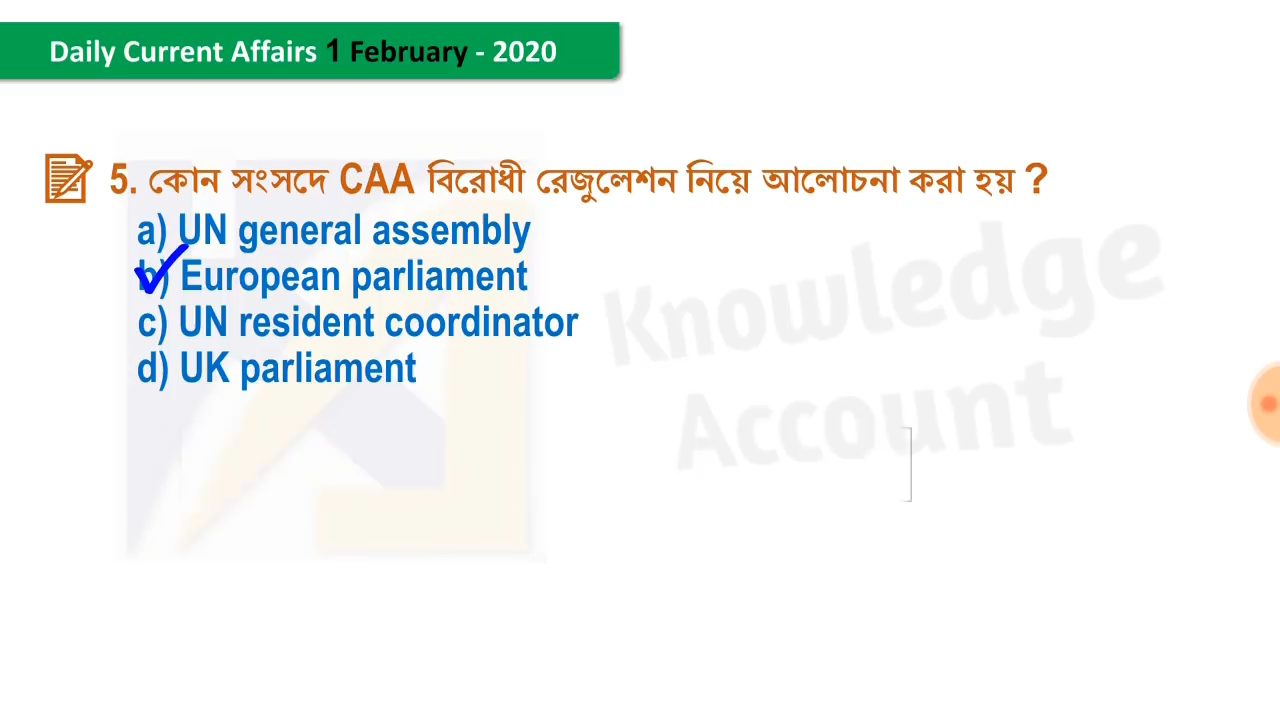 Daily Current Affairs 1 February - 2020
5. কোন সংসদে CAA বিরোধী রেজুলেশন নিয়ে আলোচনা করা হয় ?
a) UN general assembly
b) European parliament
c) UN resident coordinator
d) UK parliament
Knowledge
Account